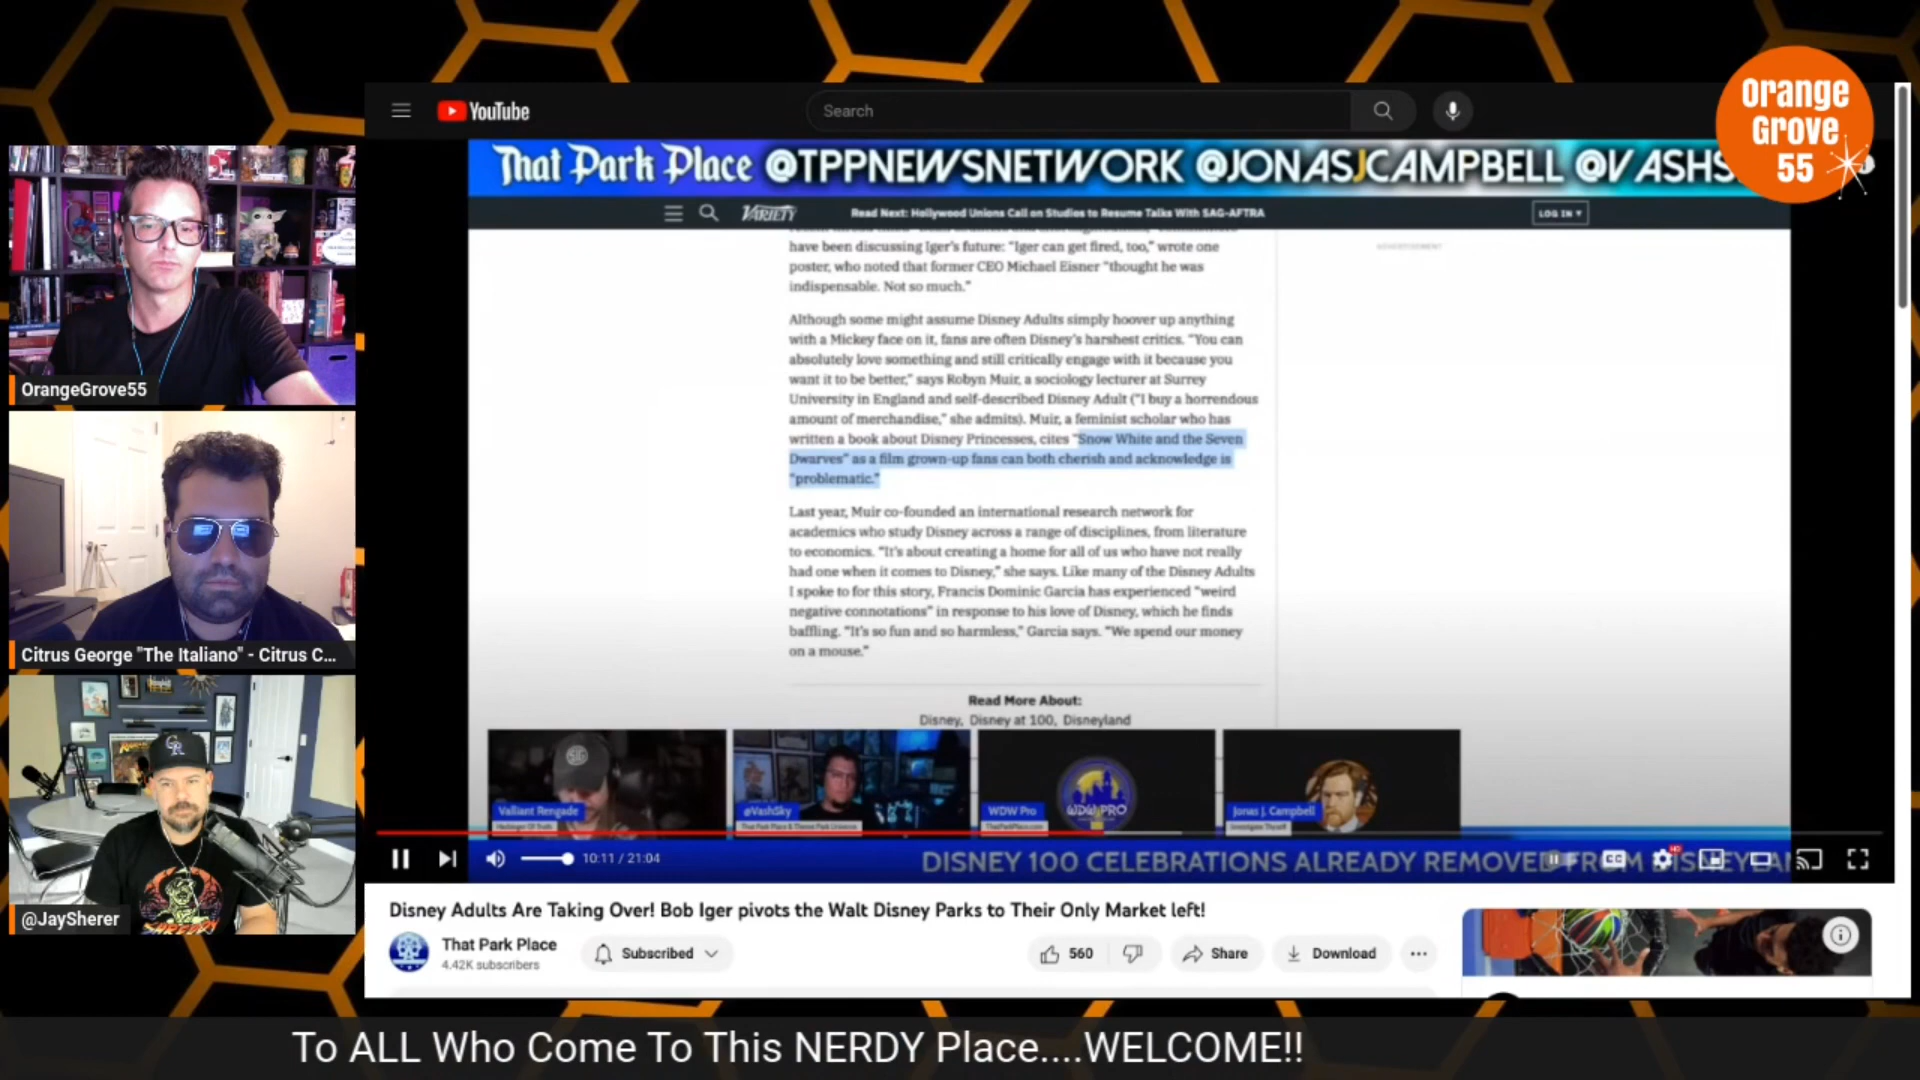 YouTube
Search
Orange
Grove
55
That Park Place @TPPNEWSNETWORK @JONASJCAMPBELL @VASHS
VARIETY
Read Next: Hollywood Unions Call on Studios to Resume Talks With SAG-AFTRA
LOG IN
ADVERTISEMENT
have been discussing Iger's future: "Iger can get fired, too," wrote one
poster, who noted that former CEO Michael Eisner "thought he was
indispensable. Not so much."
Although some might assume Disney Adults simply hoover up anything
with a Mickey face on it, fans are often Disney's harshest critics. "You can
absolutely love something and still critically engage with it because you
want it to be better," says Robyn Muir, a sociology lecturer at Surrey
University in England and self-described Disney Adult ("I buy a horrendous
amount of merchandise," she admits). Muir, a feminist scholar who has
written a book about Disney Princesses, cites "Snow White and the Seven
Dwarves" as a film grown-up fans can both cherish and acknowledge is
"problematic."
Last year, Muir co-founded an international research network for
academics who study Disney across a range of disciplines, from literature
to economics. "It's about creating a home for all of us who have not really
had one when it comes to Disney," she says. Like many of the Disney Adults
I spoke to for this story, Francis Dominic Garcia has experienced "weird
negative connotations" in response to his love of Disney, which he finds
baffling. "It's so fun and so harmless," Garcia says. "We spend our money
on a mouse."
Read More About:
Disney, Disney at 100, Disneyland
OrangeGrove55
Citrus George "The Italiano" - Citrus C...
@JaySherer
Valliant Rengade
@VashSky
WDW Pro
WDW PRO
Jonas J. Campbell
10:11 / 21:04
DISNEY 100 CELEBRATIONS ALREADY REMOVED FROM DISNEYLAN
CC
HD
Disney Adults Are Taking Over! Bob Iger pivots the Walt Disney Parks to Their Only Market left!
That Park Place
4.42K subscribers
Subscribed
560
Share
Download
To ALL Who Come To This NERDY Place....WELCOME!!